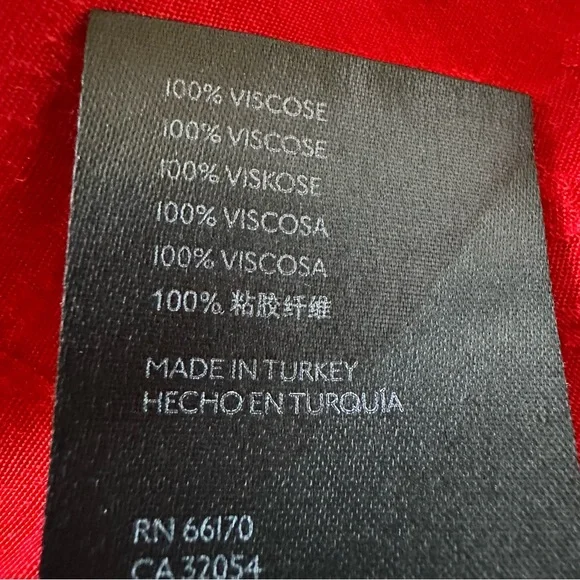 100% VISCOSE
100% VISCOSE
100% VISKOSE
100% VISCOSA
100% VISCOSA
100% 粘胶纤维
MADE IN TURKEY
HECHO EN TURQUÍA
RN 66170
CA 32054